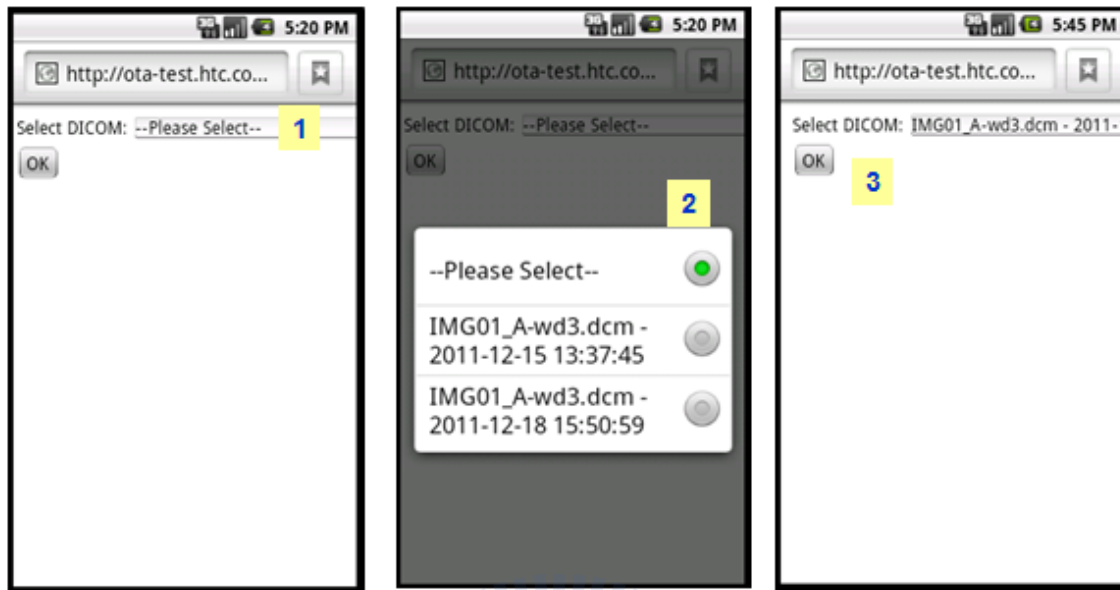 5:20 PM
http://ota-test.htc.co...
Select DICOM: --Please Select--
1
OK
5:20 PM
http://ota-test.htc.co...
Select DICOM: --Please Select--
OK
2
--Please Select--
IMG01_A-wd3.dcm -
2011-12-15 13:37:45
IMG01_A-wd3.dcm -
2011-12-18 15:50:59
5:45 PM
http://ota-test.htc.co...
Select DICOM: IMG01_A-wd3.dcm - 2011-
OK
3